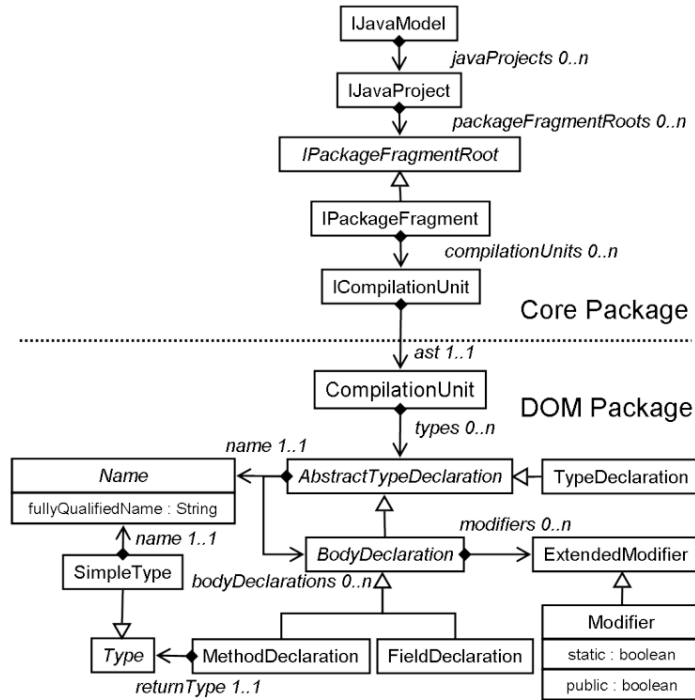 IJavaModel
javaProjects 0..n
IJavaProject
packageFragmentRoots 0..n
IPackageFragmentRoot
IPackageFragment
compilationUnits 0..n
ICompilationUnit
Core Package
ast 1..1
CompilationUnit
DOM Package
types 0..n
name 1..1
Name
fullyQualifiedName : String
AbstractTypeDeclaration
TypeDeclaration
name 1..1
modifiers 0..n
SimpleType
BodyDeclaration
ExtendedModifier
bodyDeclarations 0..n
Modifier
static : boolean
public : boolean
Type
MethodDeclaration
FieldDeclaration
returnType 1..1